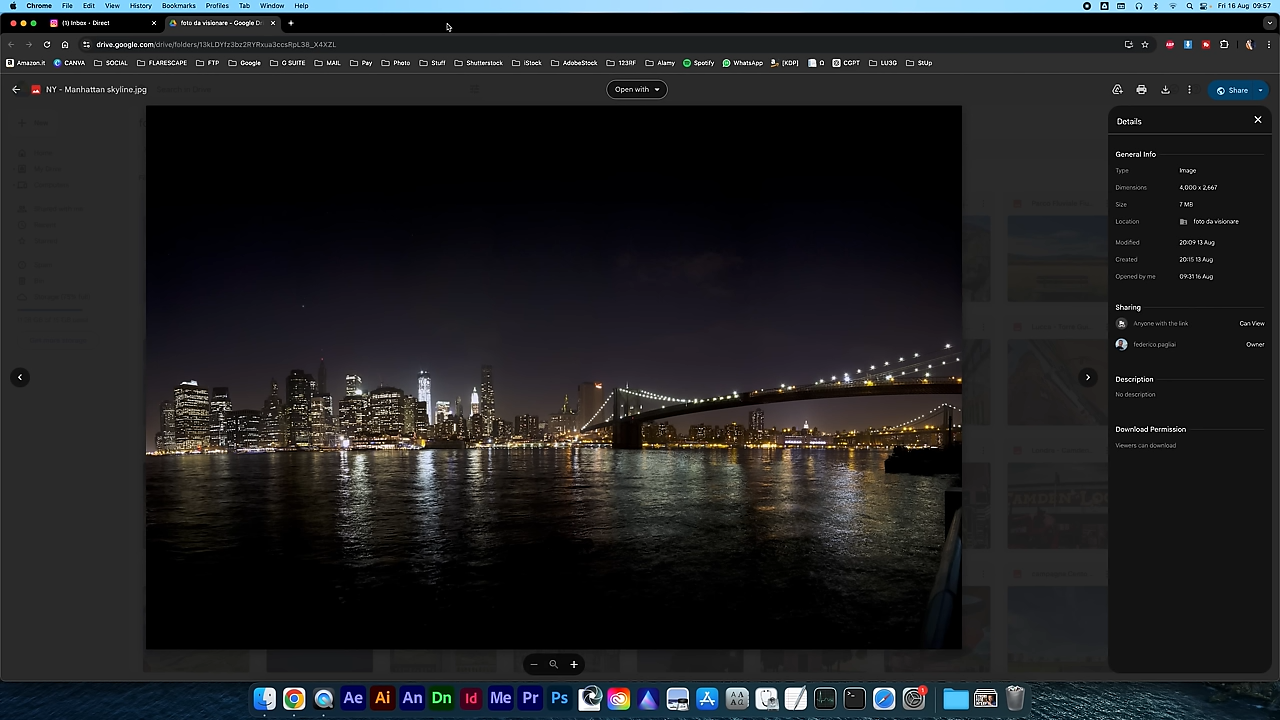 Chrome File Edit View History Bookmarks Profiles Tab Window Help Fri 16 Aug 09:57
(1) Inbox • Direct foto da visionare - Google Dr
drive.google.com/drive/folders/13kLDYfz3bz2RYRxua3ccsRpL38_X4XZL
Amazon.it CANVA SOCIAL FLARESCAPE FTP Google G SUITE MAIL Pay Photo Stuff Shutterstock iStock AdobeStock 123RF Alamy Spotify WhatsApp [KDP] CGPT LU3G StUp
NY - Manhattan skyline.jpg Open with Share
Details
General Info
Type Image
Dimensions 4,000 x 2,667
Size 7 MB
Location foto da visionare
Modified 20:09 13 Aug
Created 20:15 13 Aug
Opened by me 09:31 16 Aug
Sharing
Anyone with the link Can View
federico pagliai Owner
Description
No description
Download Permission
Viewers can download
Ae Ai An Dn Id Me Pr Ps 1